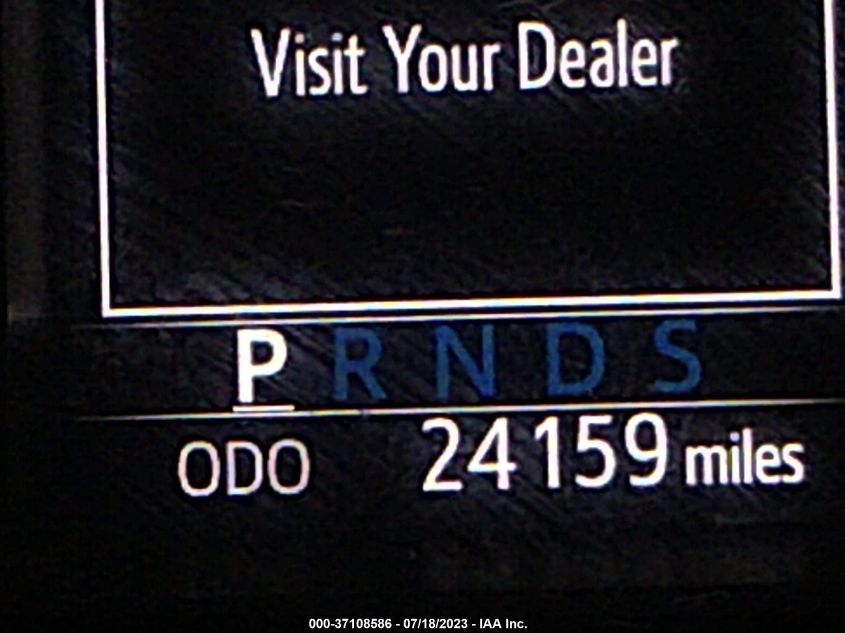 Visit Your Dealer
P R N D S
ODO 24159 miles
000-37108586 - 07/18/2023 - IAA Inc.